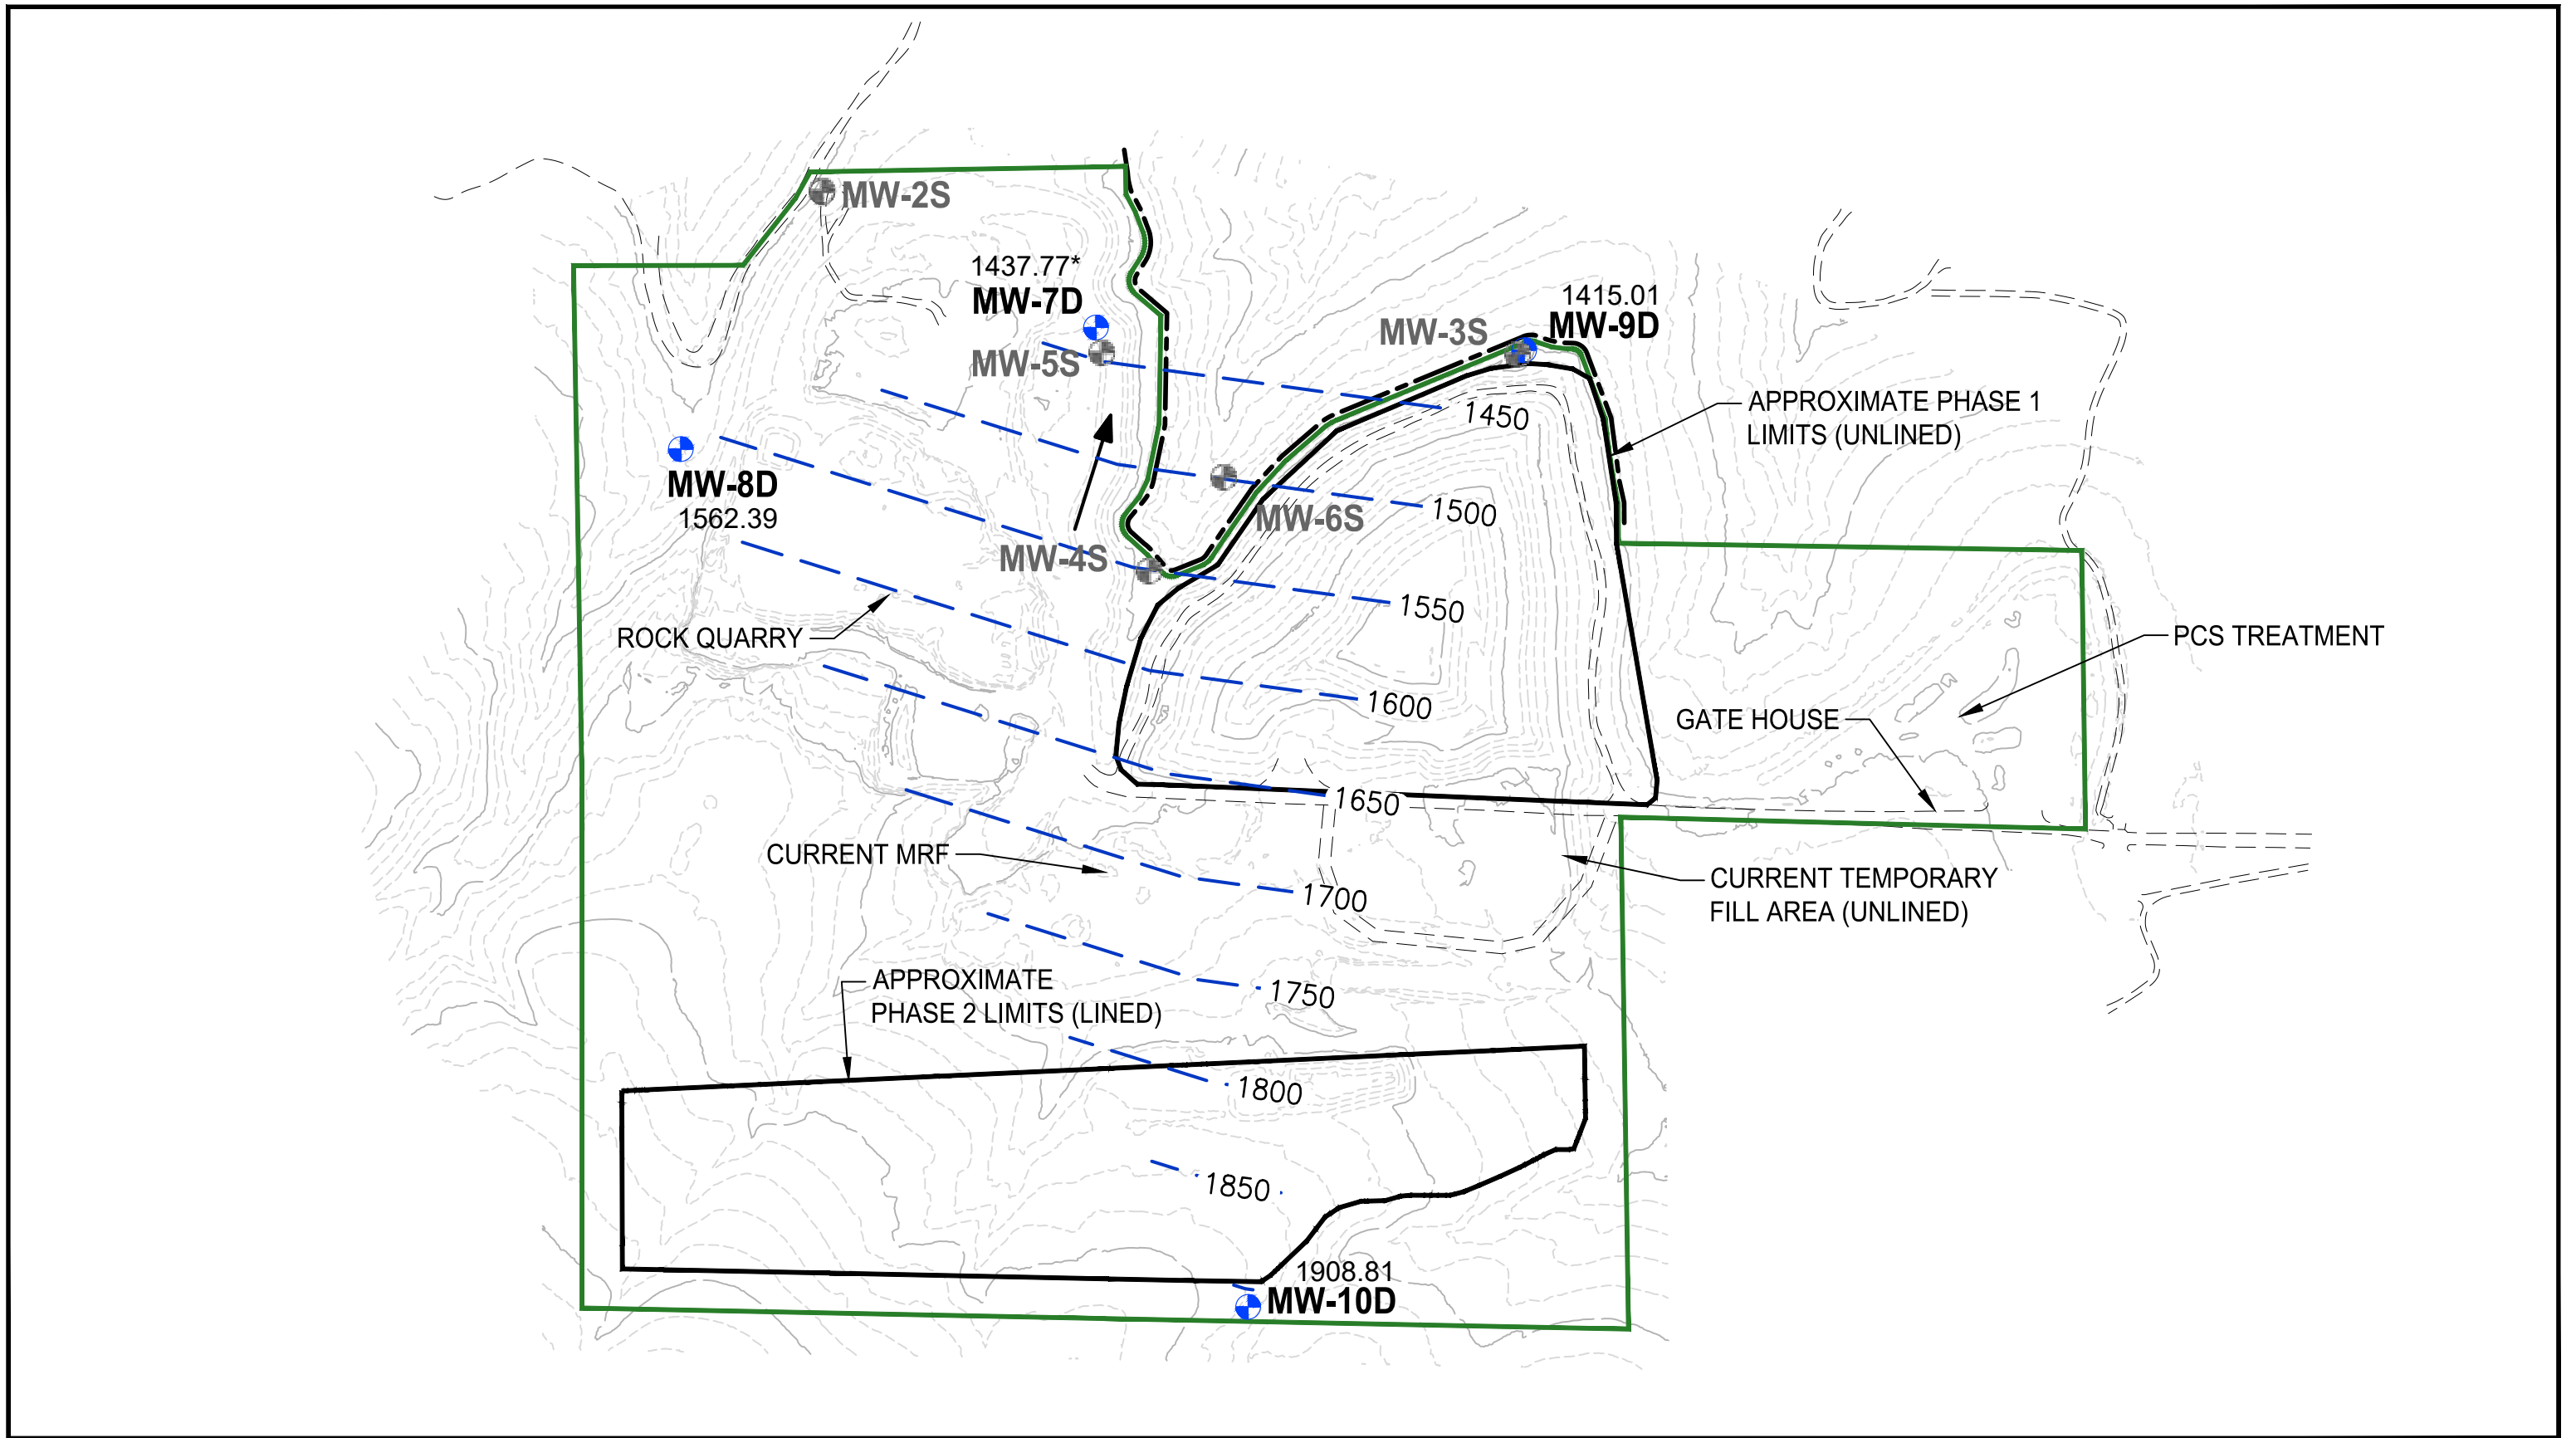 MW-2S
1437.77*
MW-7D
MW-5S
1415.01
MW-9D
MW-3S
1450
APPROXIMATE PHASE 1
LIMITS (UNLINED)
MW-8D
1562.39
1500
MW-6S
MW-4S
1550
ROCK QUARRY
PCS TREATMENT
1600
GATE HOUSE
1650
CURRENT MRF
1700
CURRENT TEMPORARY
FILL AREA (UNLINED)
APPROXIMATE
PHASE 2 LIMITS (LINED)
1750
1800
1850
1908.81
MW-10D